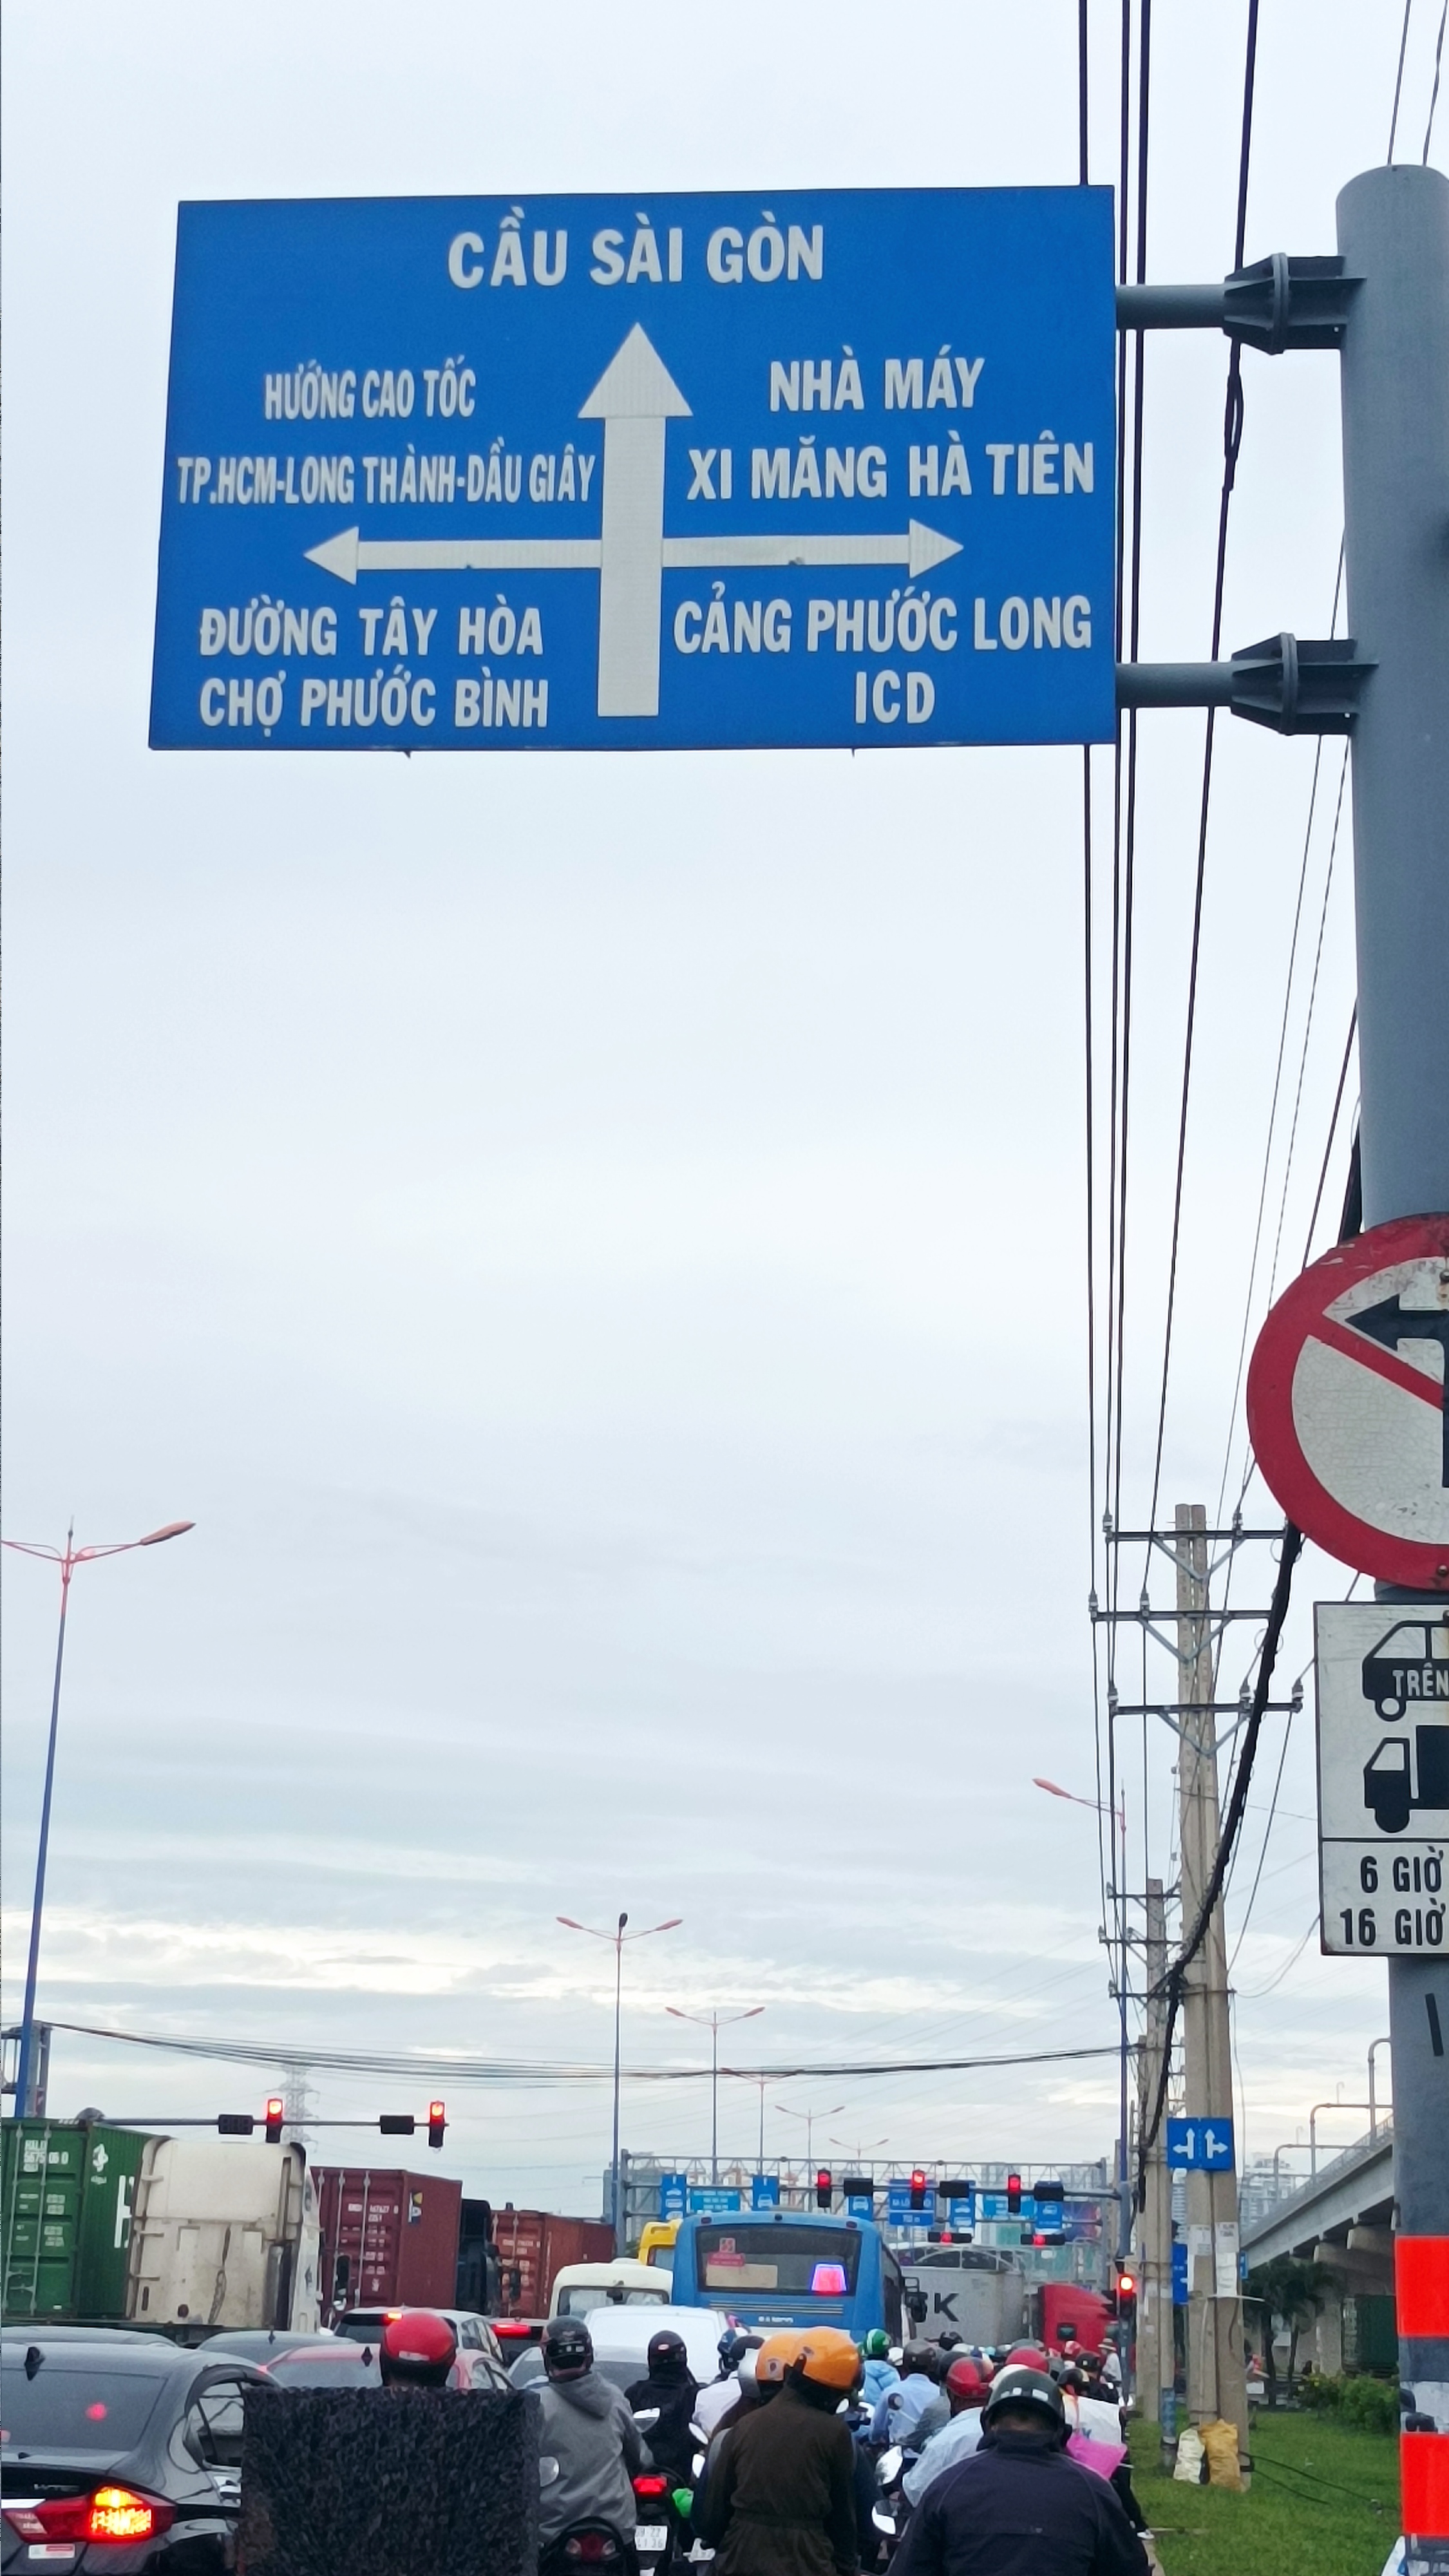 CẦU SÀI GÒN
HƯỚNG CAO TỐC
TP.HCM-LONG THÀNH-DẦU GIÂY
NHÀ MÁY
XI MĂNG HÀ TIÊN
ĐƯỜNG TÂY HÒA
CHỢ PHƯỚC BÌNH
CẢNG PHƯỚC LONG
ICD
TRÊN
6 GIỜ
16 GIỜ
K